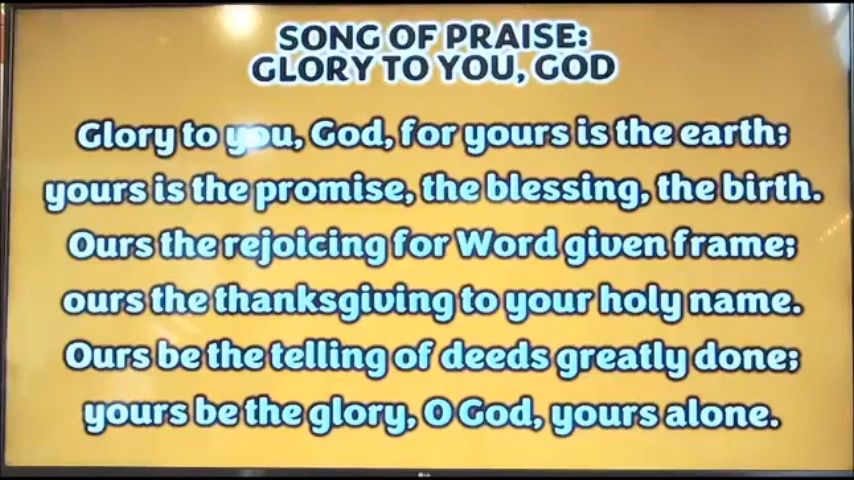 SONG OF PRAISE:
GLORY TO YOU, GOD
Glory to you, God, for yours is the earth;
yours is the promise, the blessing, the birth.
Ours the rejoicing for Word given frame;
ours the thanksgiving to your holy name.
Ours be the telling of deeds greatly done;
yours be the glory, O God, yours alone.